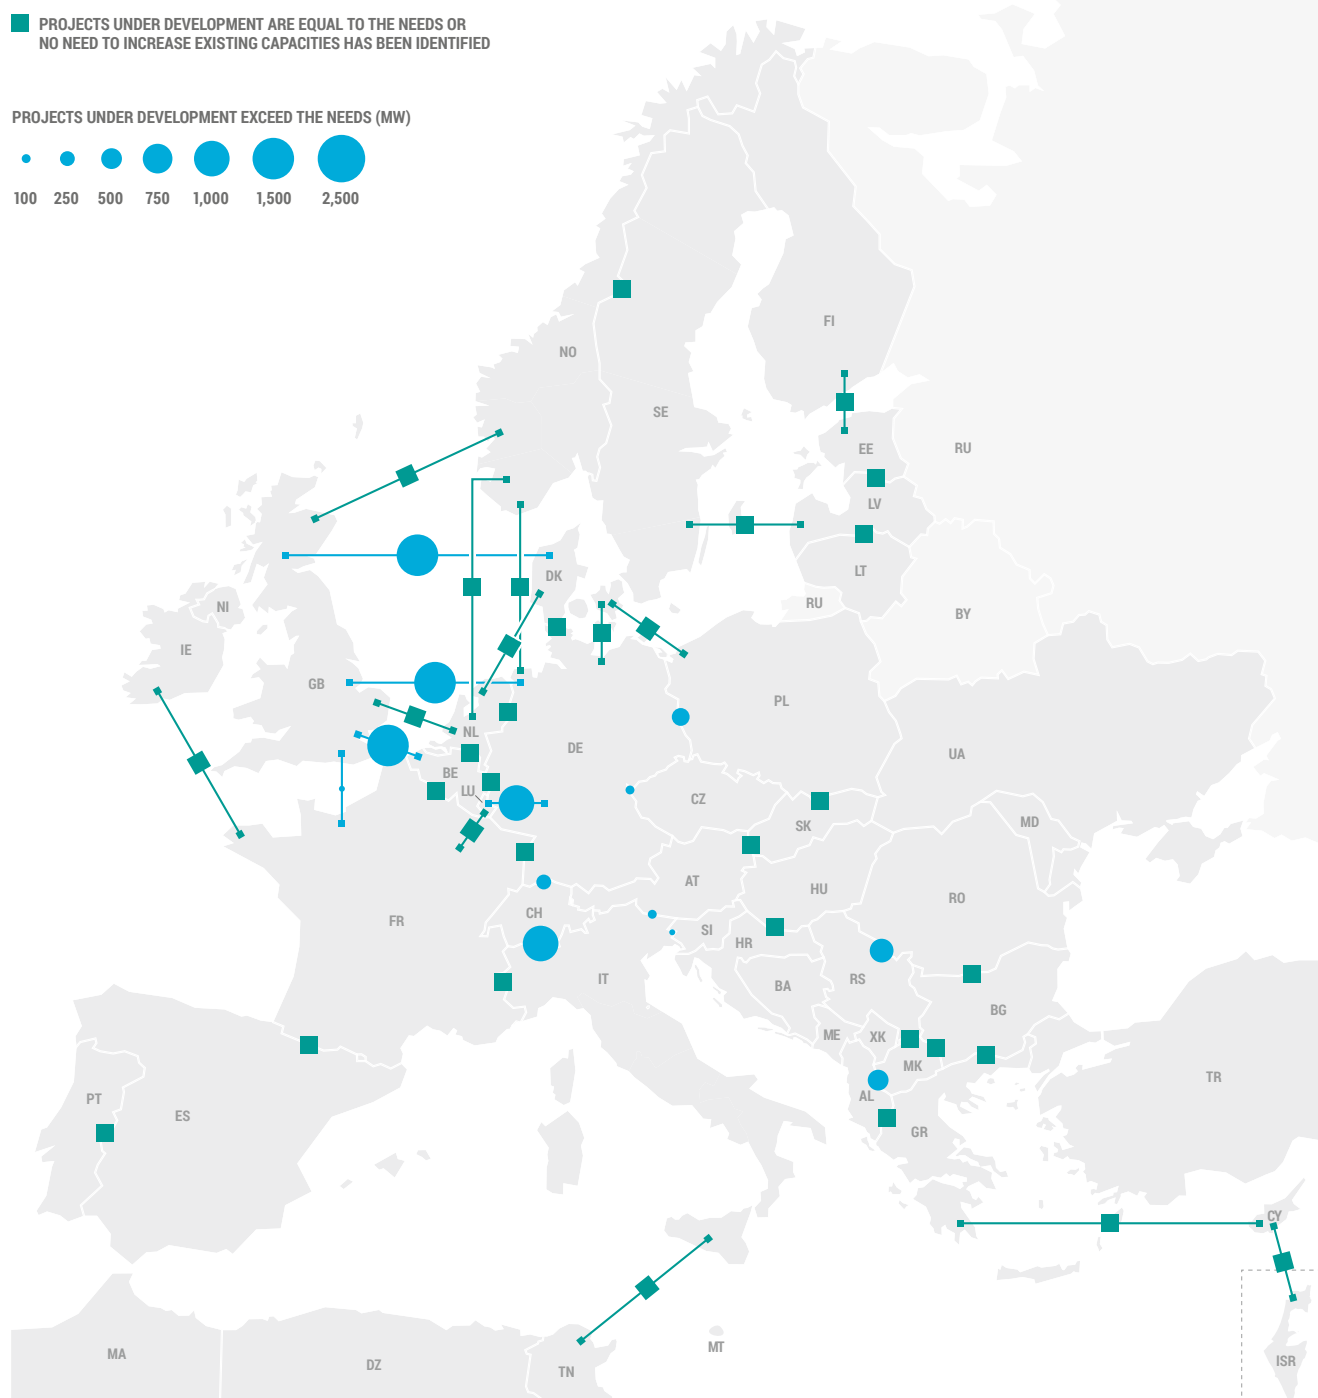 PROJECTS UNDER DEVELOPMENT ARE EQUAL TO THE NEEDS OR
NO NEED TO INCREASE EXISTING CAPACITIES HAS BEEN IDENTIFIED
PROJECTS UNDER DEVELOPMENT EXCEED THE NEEDS (MW)
100 250 500 750 1,000 1,500 2,500
FI
NO
SE
EE
RU
LV
LT
DK
RU
NI
BY
IE
GB
PL
NL
DE
UA
BE
LU
CZ
SK
MD
AT
HU
RO
CH
FR
SI
HR
IT
RS
BA
BG
ME
XK
MK
TR
AL
PT
ES
GR
CY
MT
MA
ISR
DZ
TN